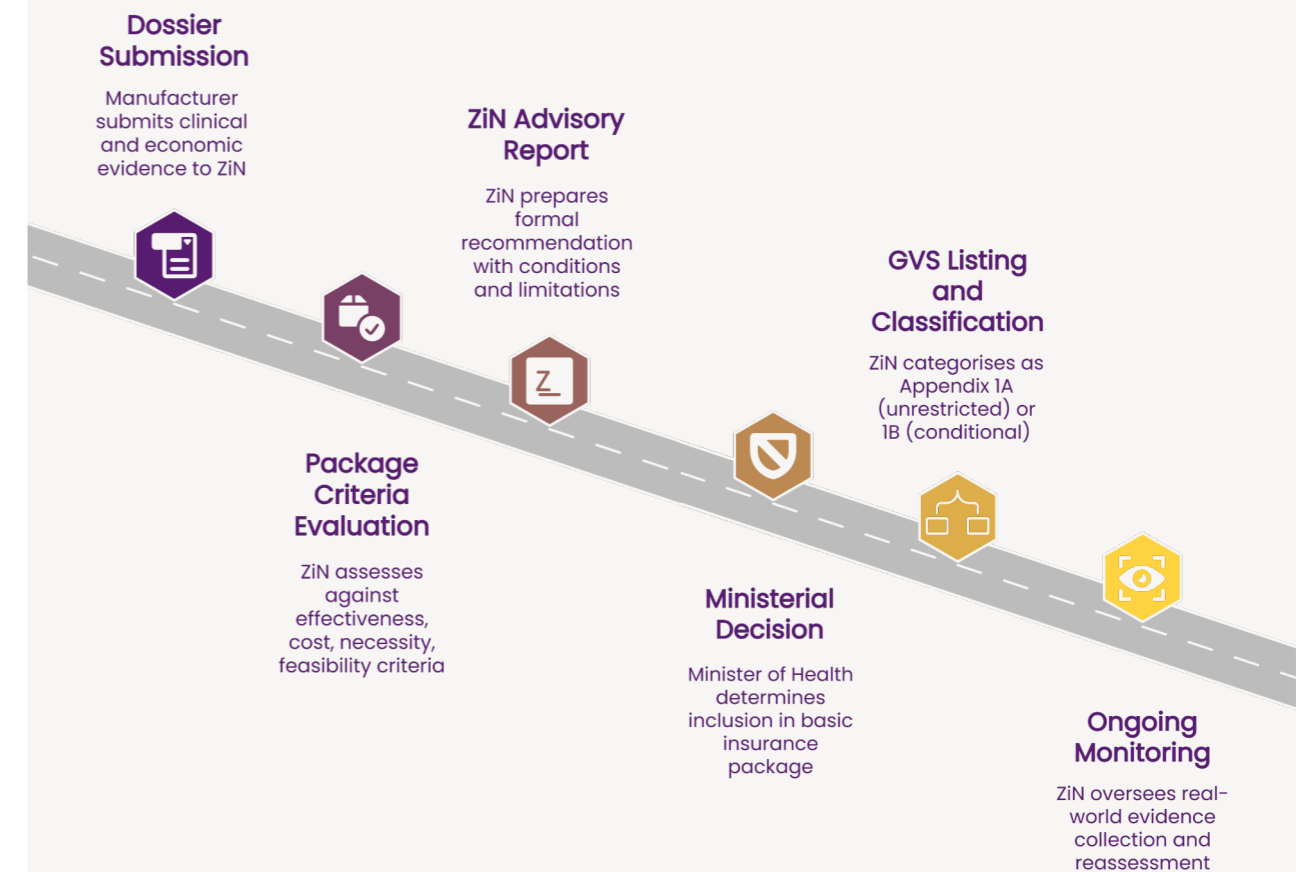 Dossier
Submission
Manufacturer
submits clinical
and economic
evidence to ZiN
Package
Criteria
Evaluation
ZiN assesses
against
effectiveness,
cost, necessity,
feasibility criteria
ZiN Advisory
Report
ZiN prepares
formal
recommendation
with conditions
and limitations
Z
Ministerial
Decision
Minister of Health
determines
inclusion in basic
insurance
package
GVS Listing
and
Classification
ZiN categorises as
Appendix 1A
(unrestricted) or
1B (conditional)
Ongoing
Monitoring
ZiN oversees real-
world evidence
collection and
reassessment